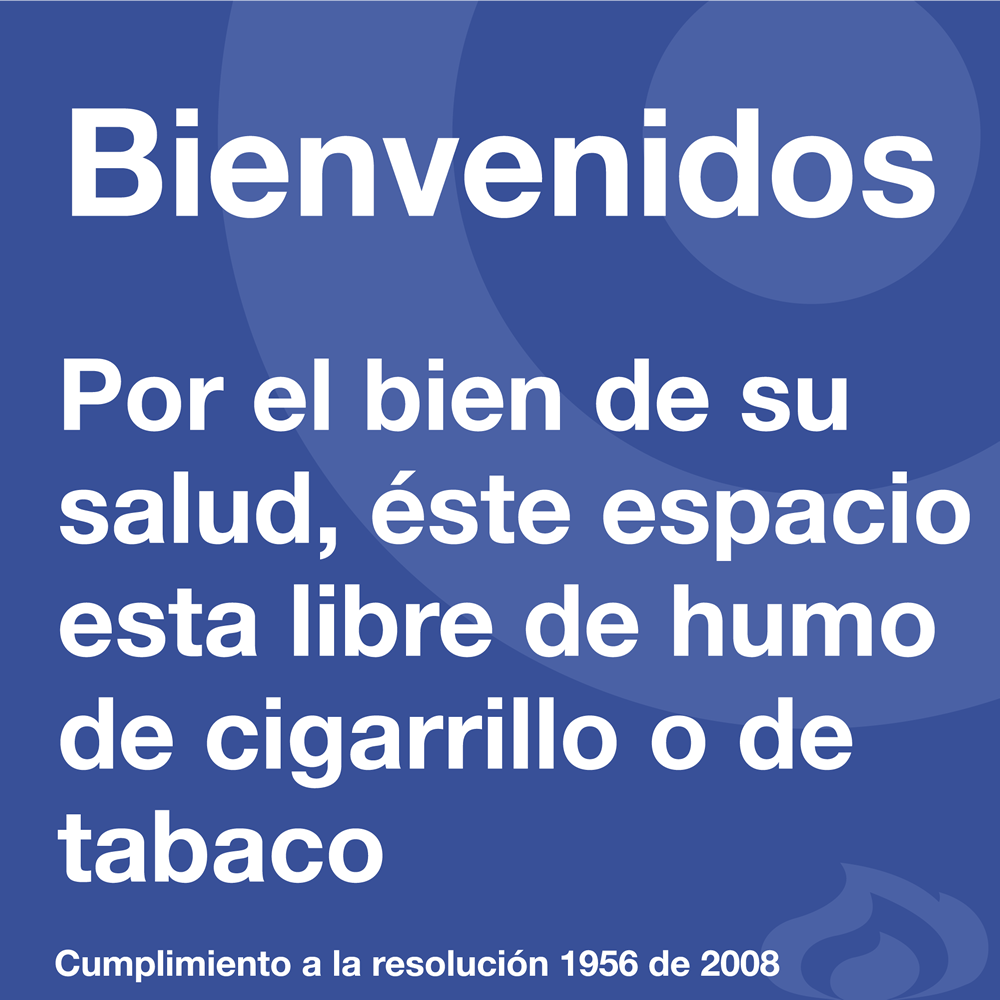 Bienvenidos
Por el bien de su
salud, éste espacio
esta libre de humo
de cigarrillo o de
tabaco
Cumplimiento a la resolución 1956 de 2008